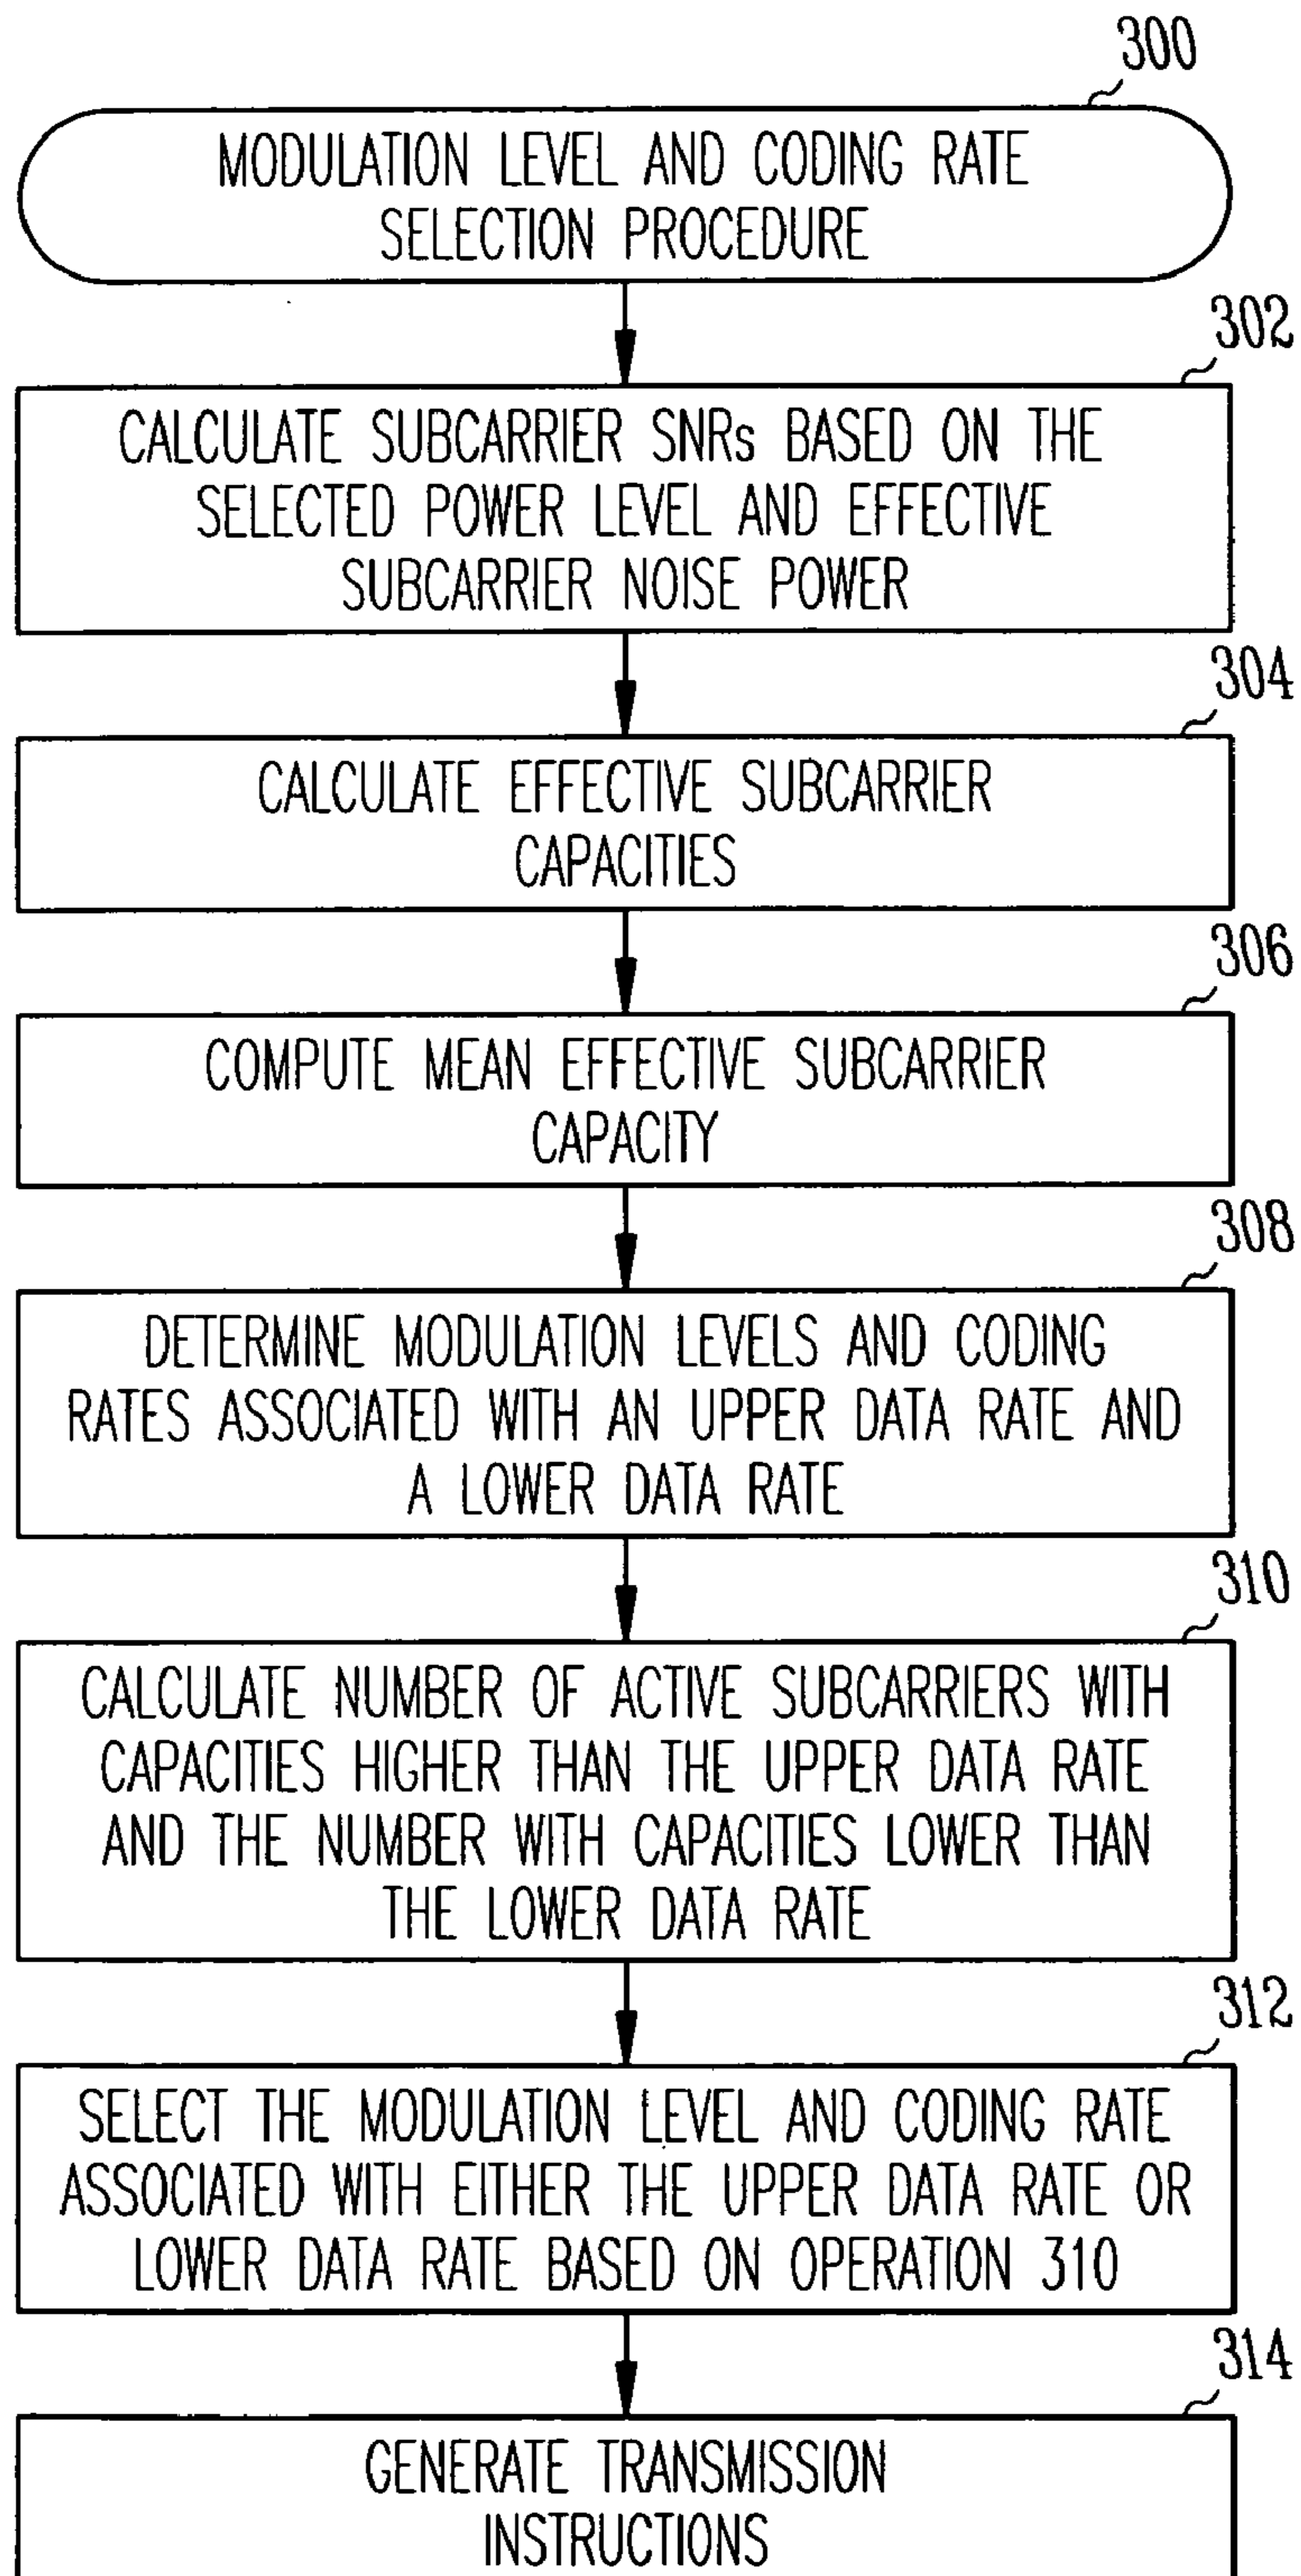 300
MODULATION LEVEL AND CODING RATE
SELECTION PROCEDURE
302
CALCULATE SUBCARRIER SNRs BASED ON THE
SELECTED POWER LEVEL AND EFFECTIVE
SUBCARRIER NOISE POWER
304
CALCULATE EFFECTIVE SUBCARRIER
CAPACITIES
306
COMPUTE MEAN EFFECTIVE SUBCARRIER
CAPACITY
308
DETERMINE MODULATION LEVELS AND CODING
RATES ASSOCIATED WITH AN UPPER DATA RATE AND
A LOWER DATA RATE
310
CALCULATE NUMBER OF ACTIVE SUBCARRIERS WITH
CAPACITIES HIGHER THAN THE UPPER DATA RATE
AND THE NUMBER WITH CAPACITIES LOWER THAN
THE LOWER DATA RATE
312
SELECT THE MODULATION LEVEL AND CODING RATE
ASSOCIATED WITH EITHER THE UPPER DATA RATE OR
LOWER DATA RATE BASED ON OPERATION 310
314
GENERATE TRANSMISSION
INSTRUCTIONS